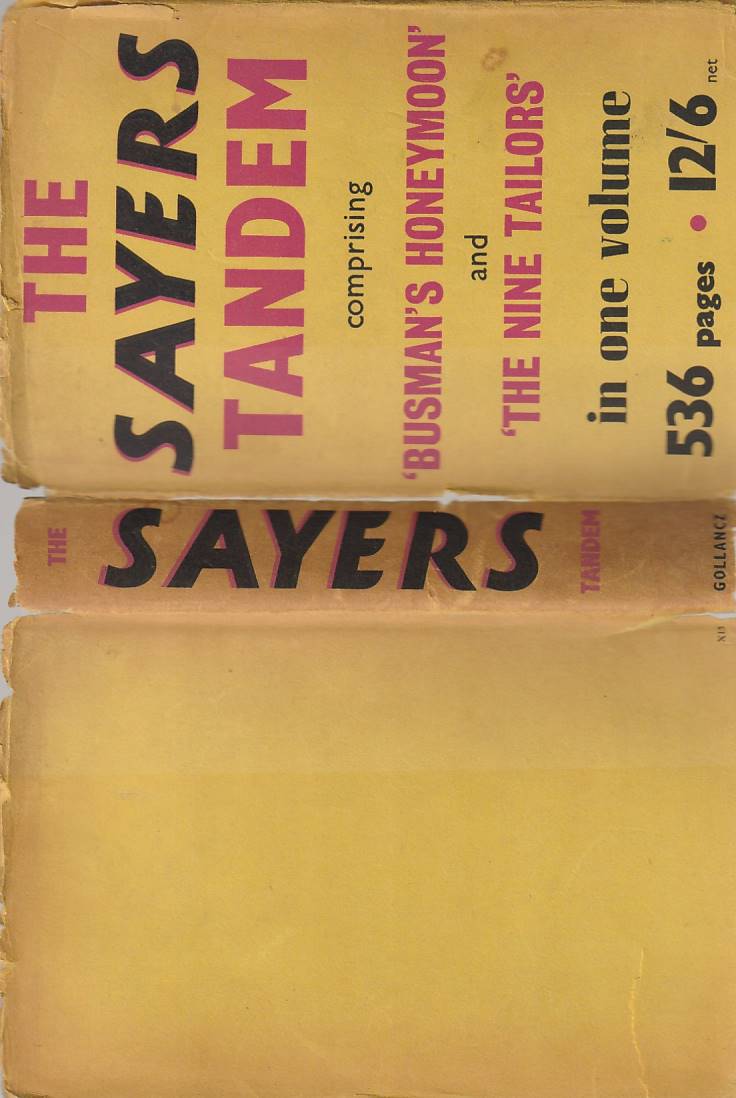 THE
SAYERS
TANDEM
comprising
‘BUSMAN’S HONEYMOON’
and
‘THE NINE TAILORS’
in one volume
536 pages • 12/6 net
THE
SAYERS
TANDEM
GOLLANCZ